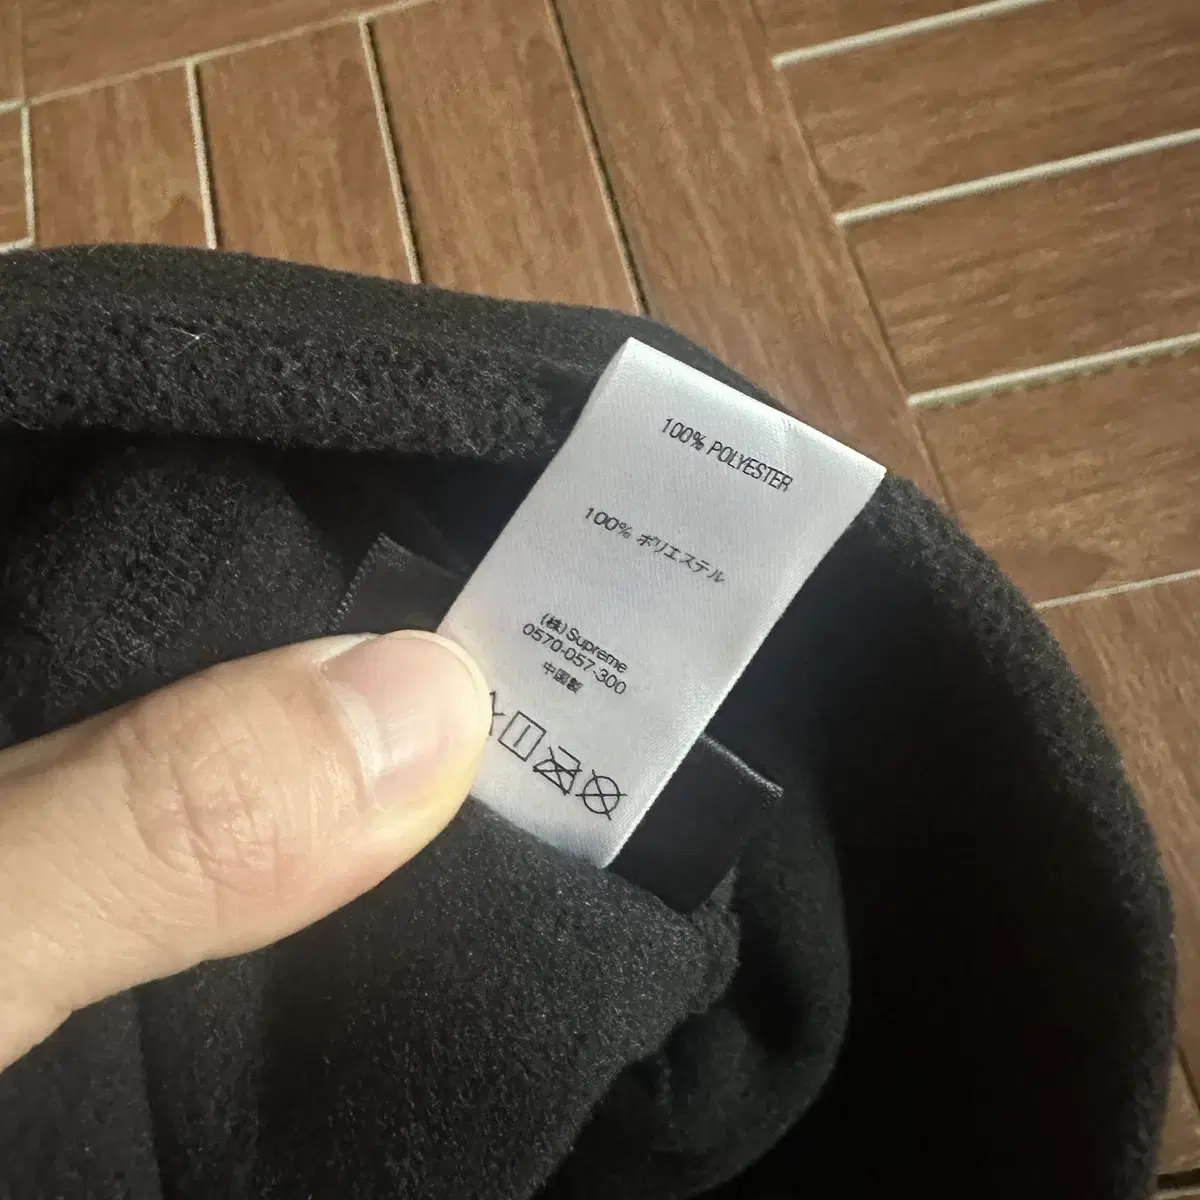 100% POLYESTER
100% ポリエステル
(株)Supreme
0570-057-300
中国製